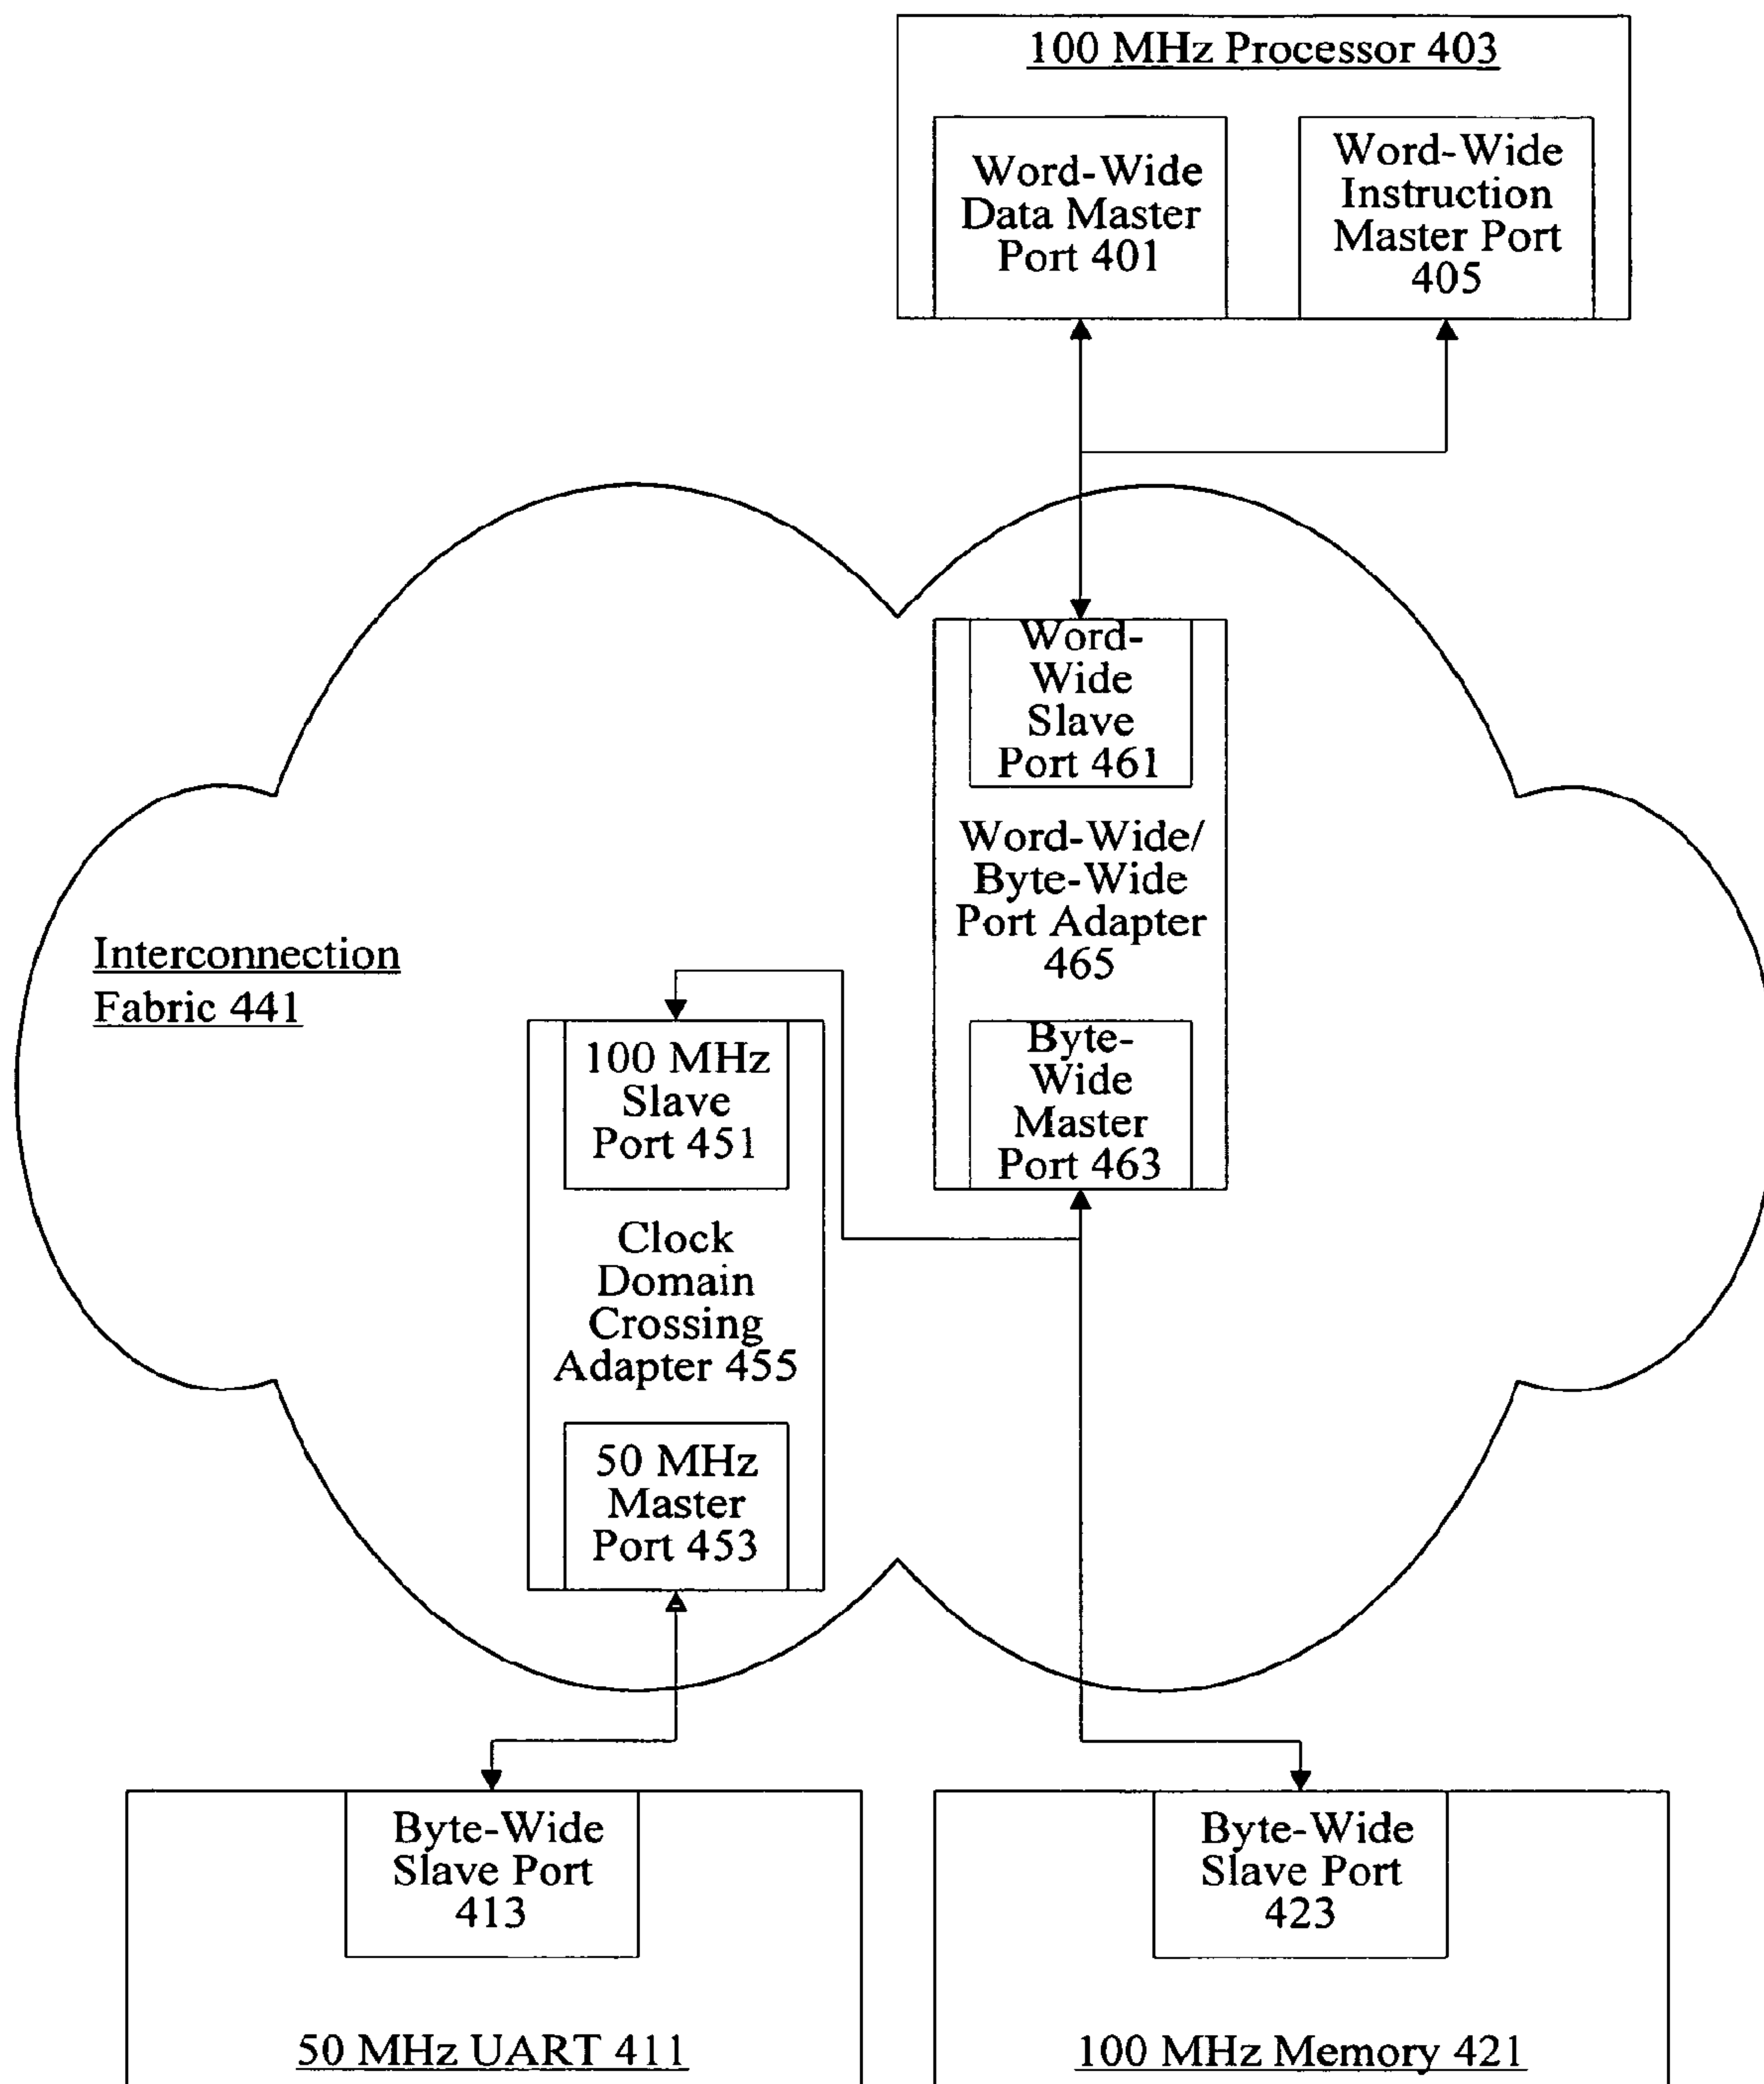 100 MHz Processor 403
Word-Wide
Data Master
Port 401
Word-Wide
Instruction
Master Port
405
Word-
Wide
Slave
Port 461
Word-Wide/
Byte-Wide
Port Adapter
465
Byte-
Wide
Master
Port 463
Interconnection
Fabric 441
100 MHz
Slave
Port 451
Clock
Domain
Crossing
Adapter 455
50 MHz
Master
Port 453
Byte-Wide
Slave Port
413
50 MHz UART 411
Byte-Wide
Slave Port
423
100 MHz Memory 421